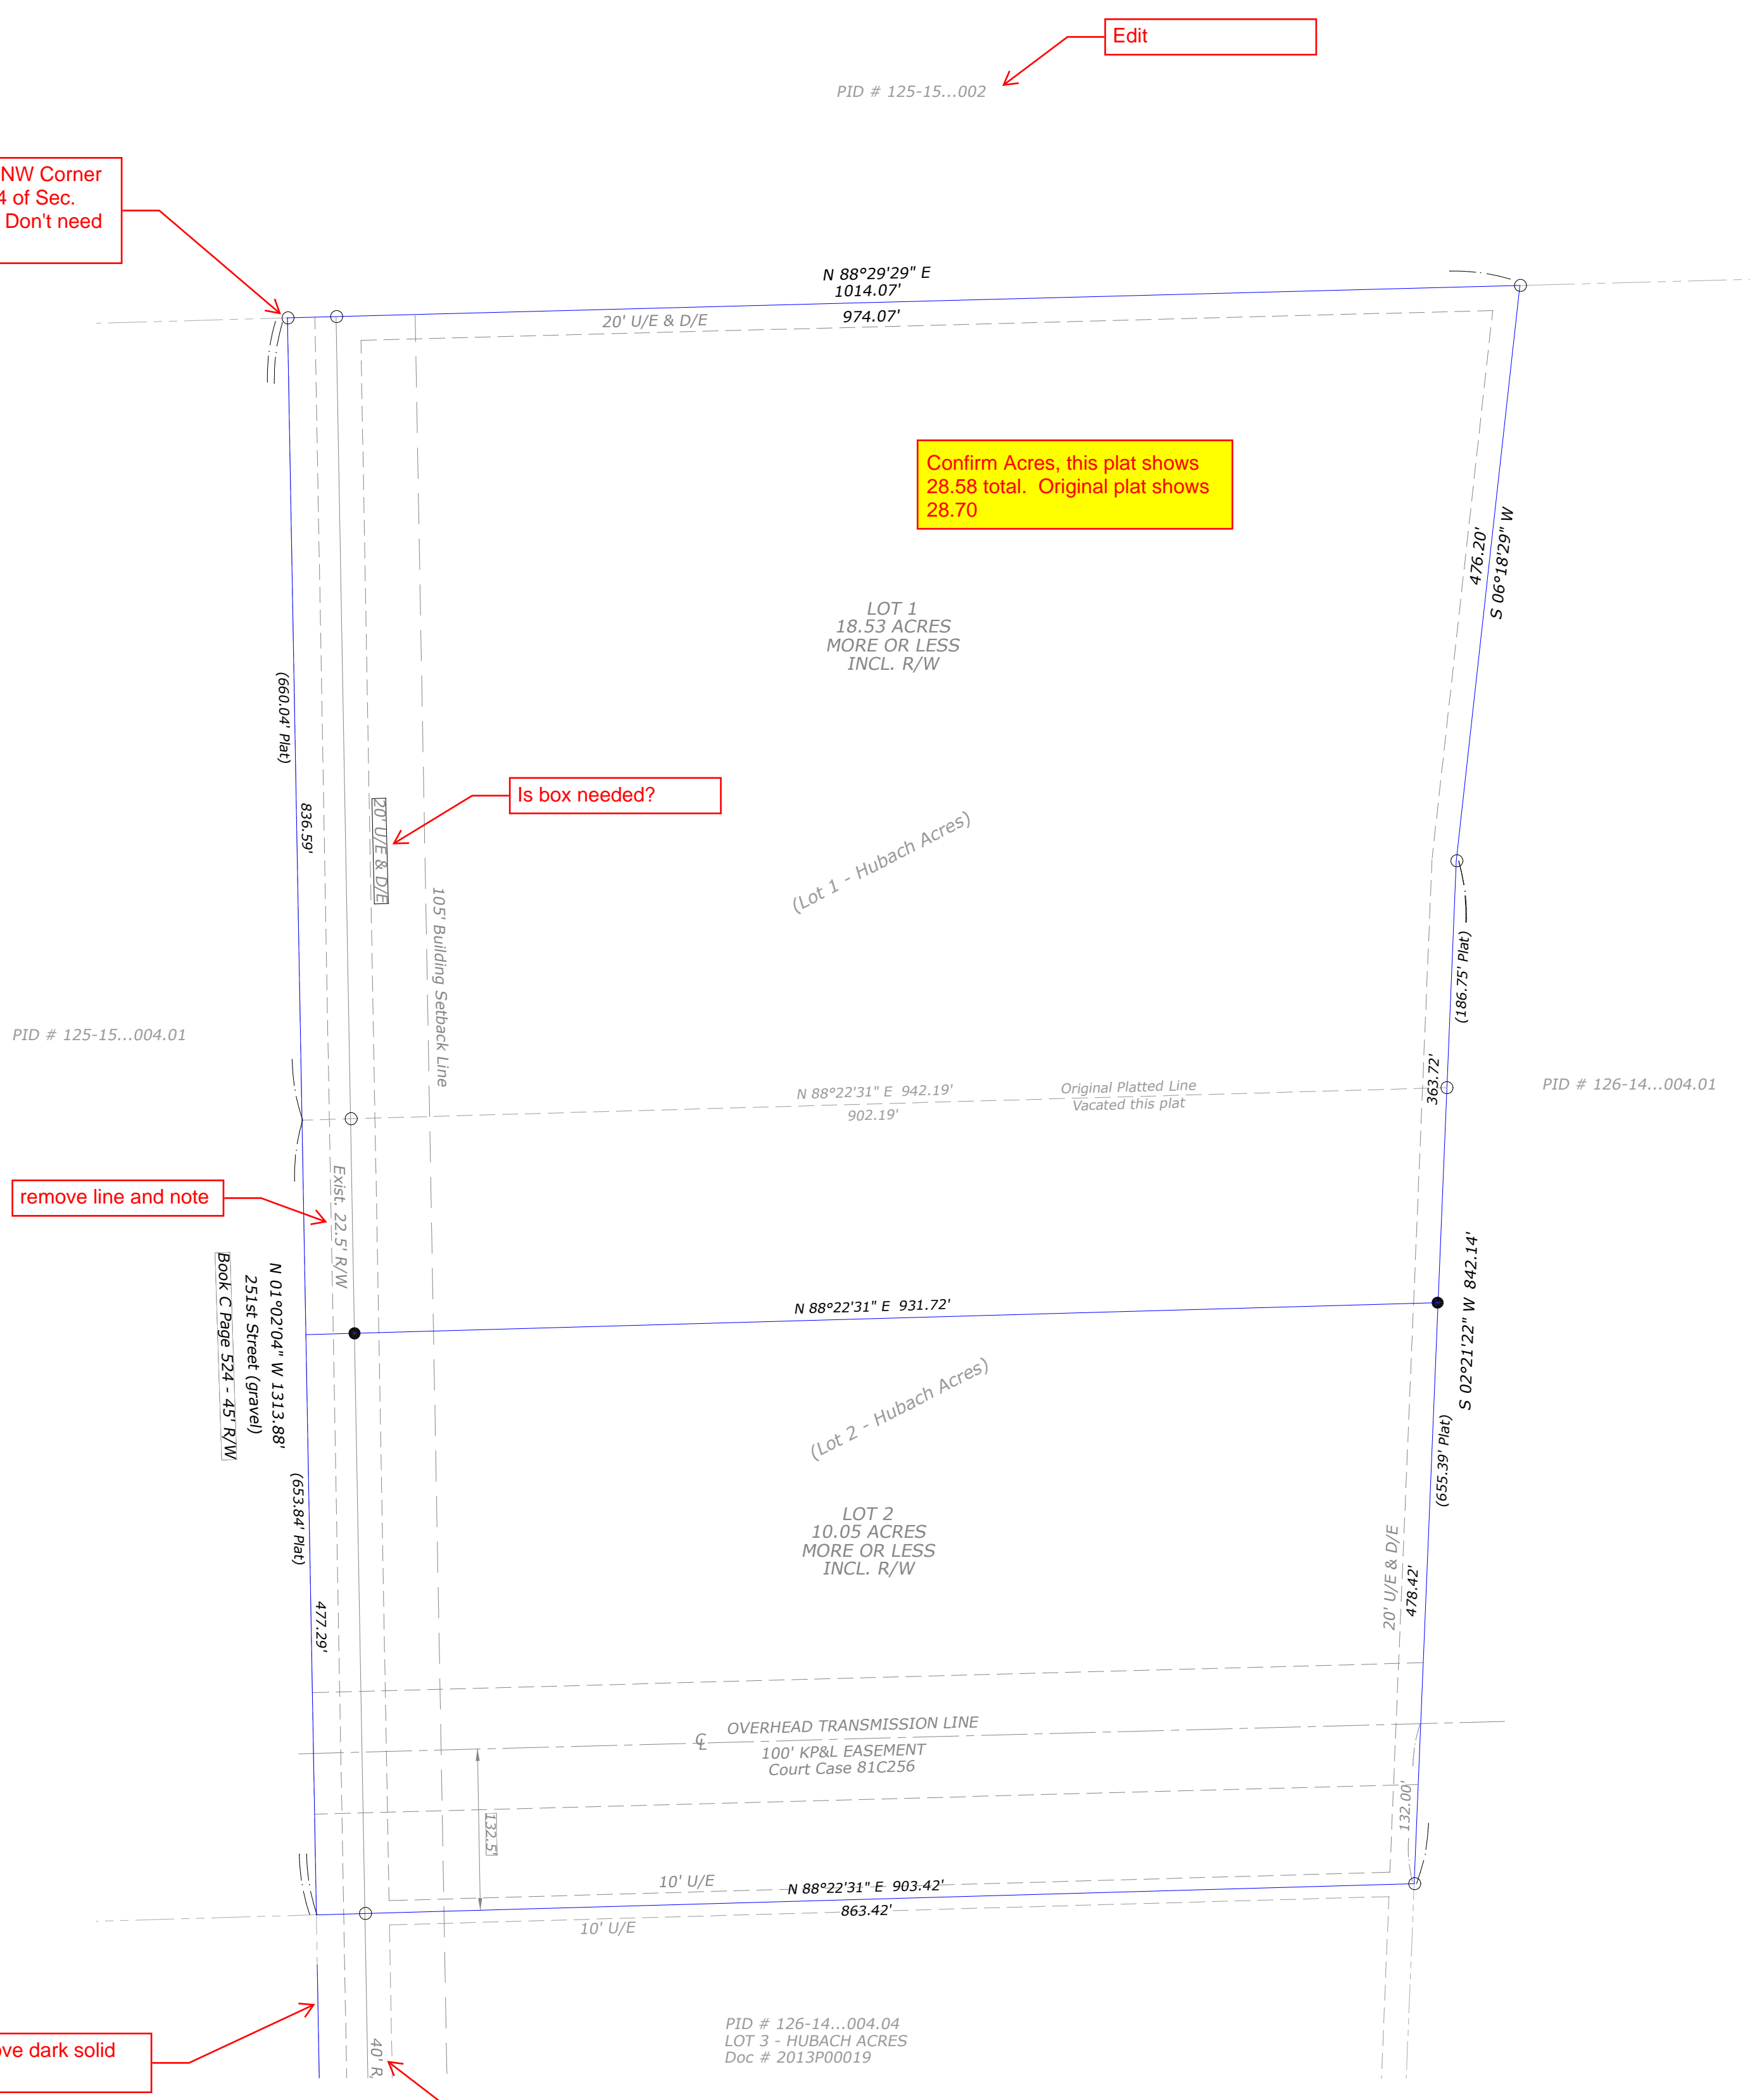 Edit
PID # 125-15...002
NW Corner
4 of Sec.
Don't need
N 88°29'29" E
1014.07'
974.07'
20' U/E & D/E
Confirm Acres, this plat shows
28.58 total.  Original plat shows
28.70
476.20'
S 06°18'29" W
LOT 1
18.53 ACRES
MORE OR LESS
INCL. R/W
(660.04' Plat)
836.59'
20' U/E & D/E
Is box needed?
105' Building Setback Line
(Lot 1 - Hubach Acres)
(186.75' Plat)
363.72'
PID # 125-15...004.01
PID # 126-14...004.01
N 88°22'31" E  942.19'
902.19'
Original Platted Line
Vacated this plat
remove line and note
Exist. 22.5' R/W
N 01°02'04" W 1313.88'
251st Street (gravel)
Book C Page 524 - 45' R/W
N 88°22'31" E  931.72'
S 02°21'22" W  842.14'
(Lot 2 - Hubach Acres)
(655.39' Plat)
(653.84' Plat)
LOT 2
10.05 ACRES
MORE OR LESS
INCL. R/W
477.29'
20' U/E & D/E
478.42'
OVERHEAD TRANSMISSION LINE
CL
100' KP&L EASEMENT
Court Case 81C256
132.5'
132.00'
10' U/E
N 88°22'31" E  903.42'
863.42'
10' U/E
ve dark solid
40' R
PID # 126-14...004.04
LOT 3 - HUBACH ACRES
Doc # 2013P00019